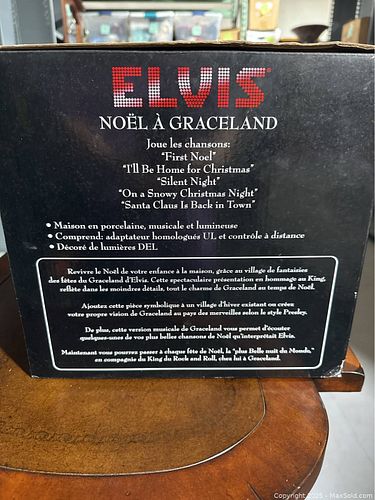 ELVIS
NOËL À GRACELAND
Joue les chansons:
"First Noel"
"I'll Be Home for Christmas"
"Silent Night"
"On a Snowy Christmas Night"
"Santa Claus Is Back in Town"
• Maison en porcelaine, musicale et lumineuse
• Comprend: adaptateur homologués UL et contrôle à distance
• Décoré de lumières DEL
Revivre le Noël de votre enfance à la maison, grâce au village de fantaisies
des fêtes du Graceland d'Elvis. Cette spectaculaire présentation en hommage au King,
reflète dans les moindres détails, tout le charme de Graceland au temps de Noël.
Ajoutez cette pièce symbolique à un village d'hiver existant ou créez
votre propre vision de Graceland au pays des merveilles selon le style Presley.
De plus, cette version musicale de Graceland vous permet d'écouter
quelques-unes de vos plus belles chansons de Noël qu'interprétait Elvis.
Maintenant vous pourrez passer à chaque fête de Noël, la "plus Belle nuit du Monde,"
en compagnie du King du Rock and Roll, chez lui à Graceland.
Copyright 2025 - MaxSold.com